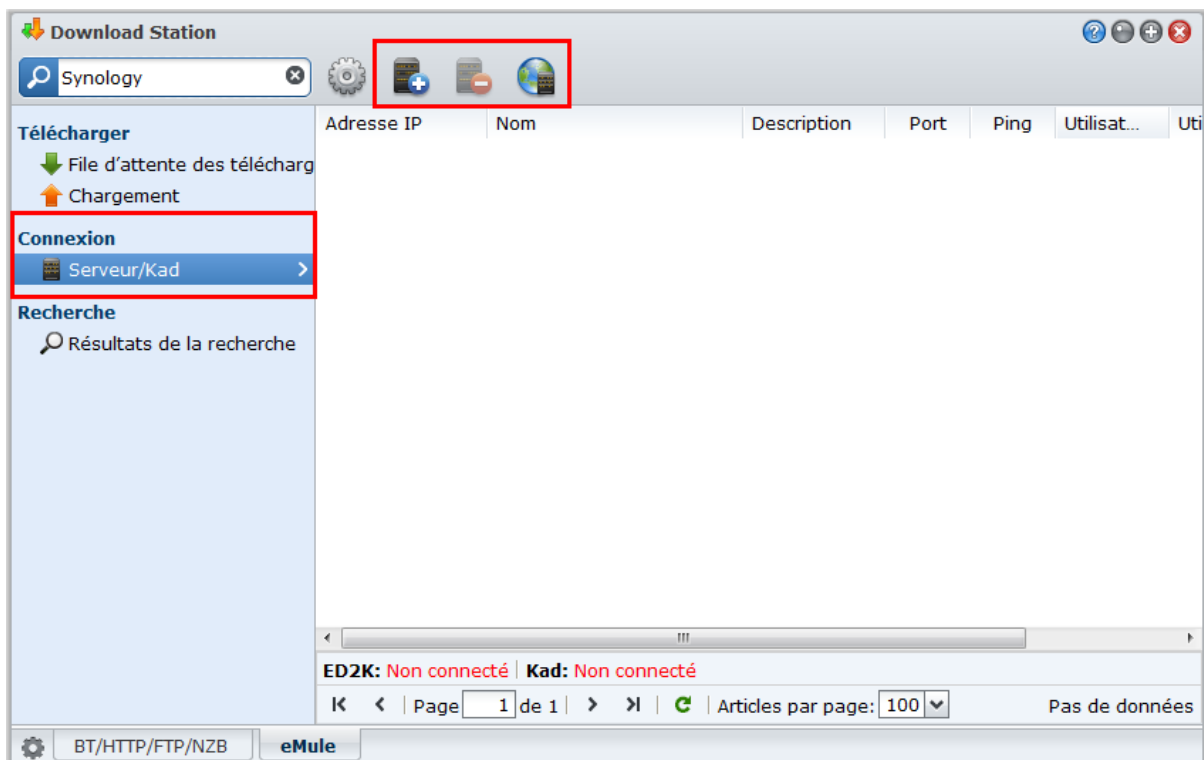 Download Station
Synology
Télécharger
File d'attente des télécharg
Chargement
Connexion
Serveur/Kad
Recherche
Résultats de la recherche
Adresse IP Nom Description Port Ping Utilisat... Uti
ED2K: Non connecté Kad: Non connecté
Page 1 de 1 Articles par page: 100 Pas de données
BT/HTTP/FTP/NZB eMule